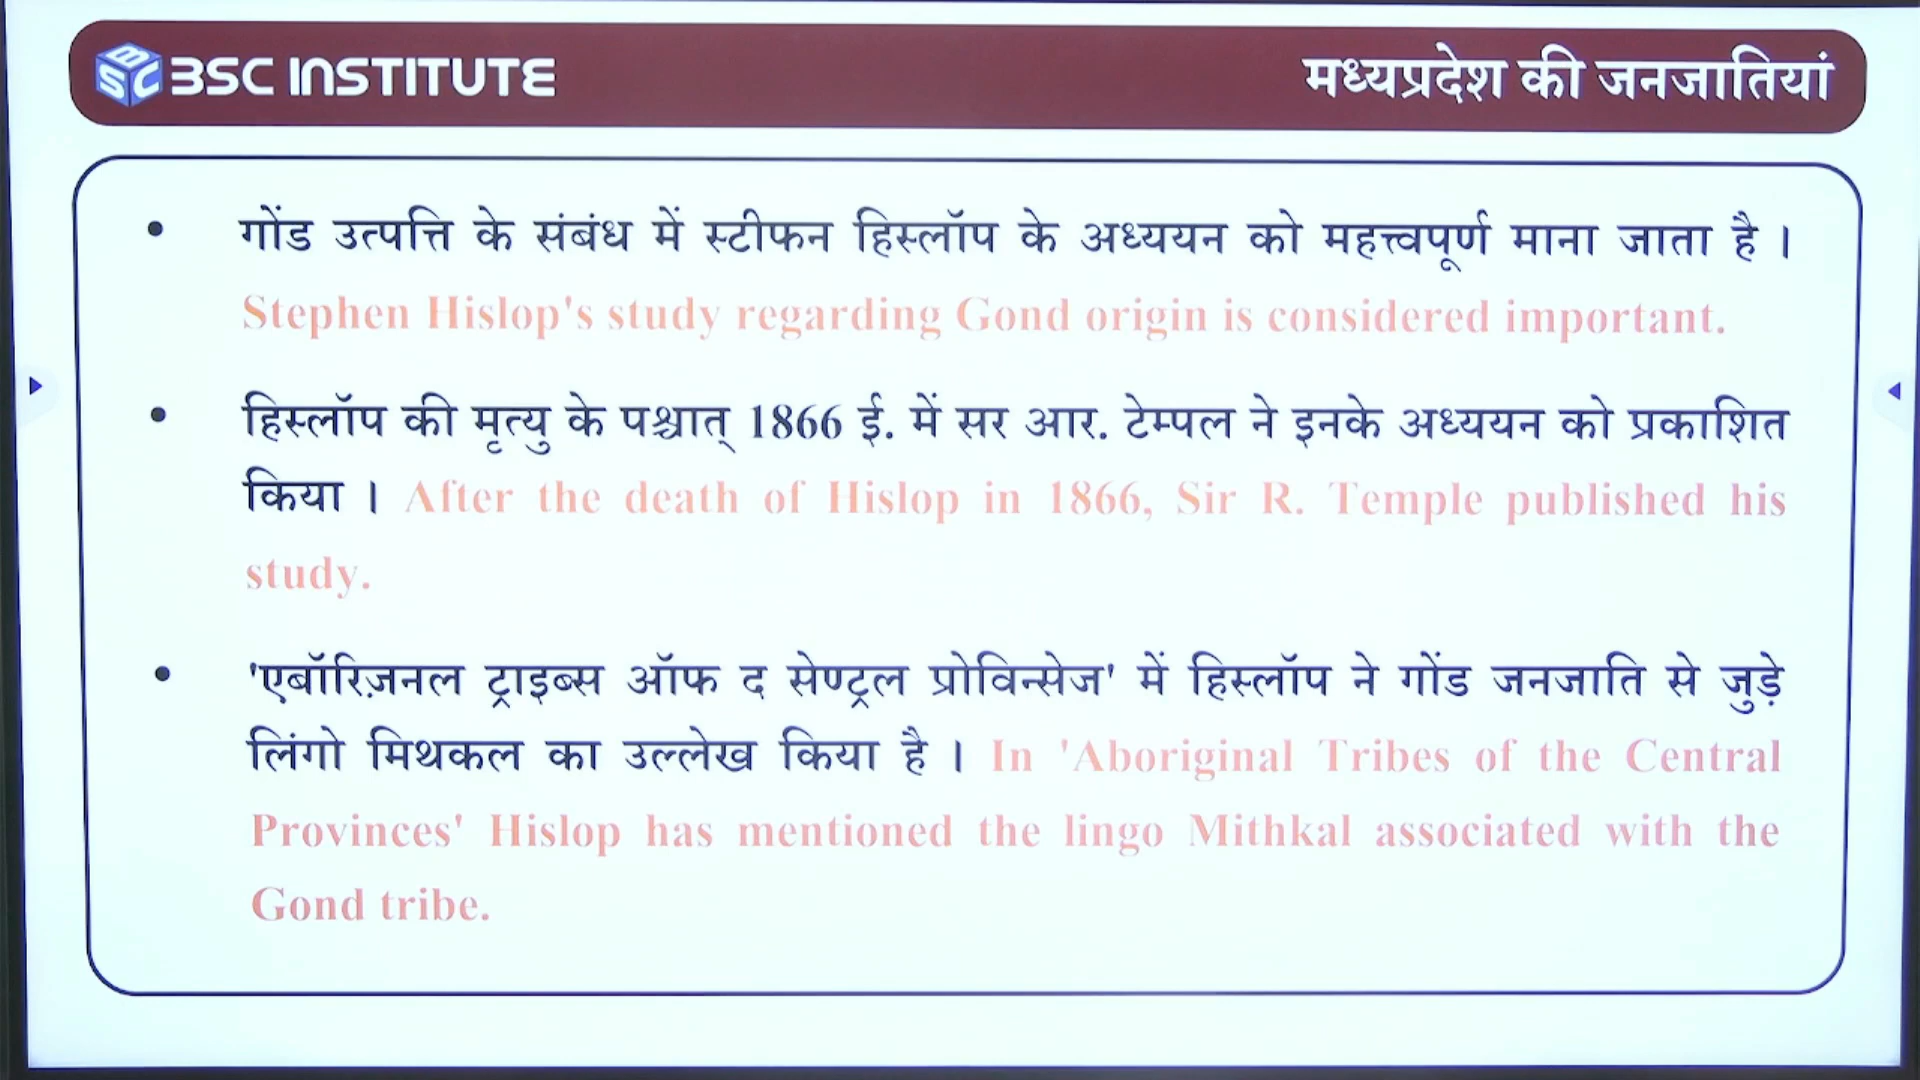 BSC INSTITUTE
मध्यप्रदेश की जनजातियां
• गोंड उत्पत्ति के संबंध में स्टीफन हिस्लॉप के अध्ययन को महत्त्वपूर्ण माना जाता है ।
Stephen Hislop's study regarding Gond origin is considered important.
• हिस्लॉप की मृत्यु के पश्चात् 1866 ई. में सर आर. टेम्पल ने इनके अध्ययन को प्रकाशित
किया । After the death of Hislop in 1866, Sir R. Temple published his
study.
• 'एबॉरिज़नल ट्राइब्स ऑफ द सेण्ट्रल प्रोविन्सेज' में हिस्लॉप ने गोंड जनजाति से जुड़े
लिंगो मिथकल का उल्लेख किया है । In 'Aboriginal Tribes of the Central
Provinces' Hislop has mentioned the lingo Mithkal associated with the
Gond tribe.